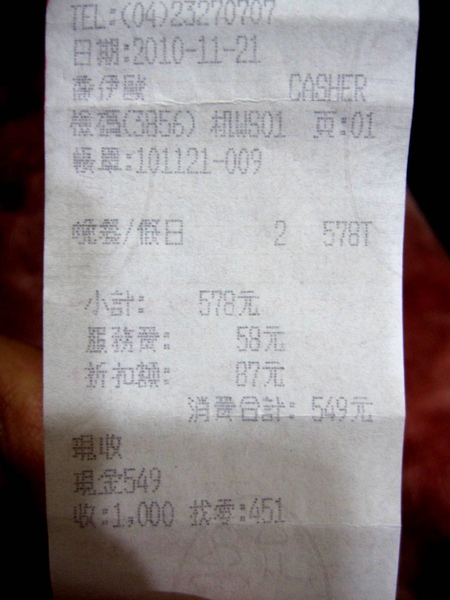 TEL:(04)23270707
日期:2010-11-21
喬伊歐 CASHER
檢碼(3856) 机WS01 頁:01
帳單:101121-009
晚餐/假日 2 578T
小計: 578元
服務費: 58元
折扣額: 87元
消費合計: 549元
現收
現金549
收:1,000 找零:451